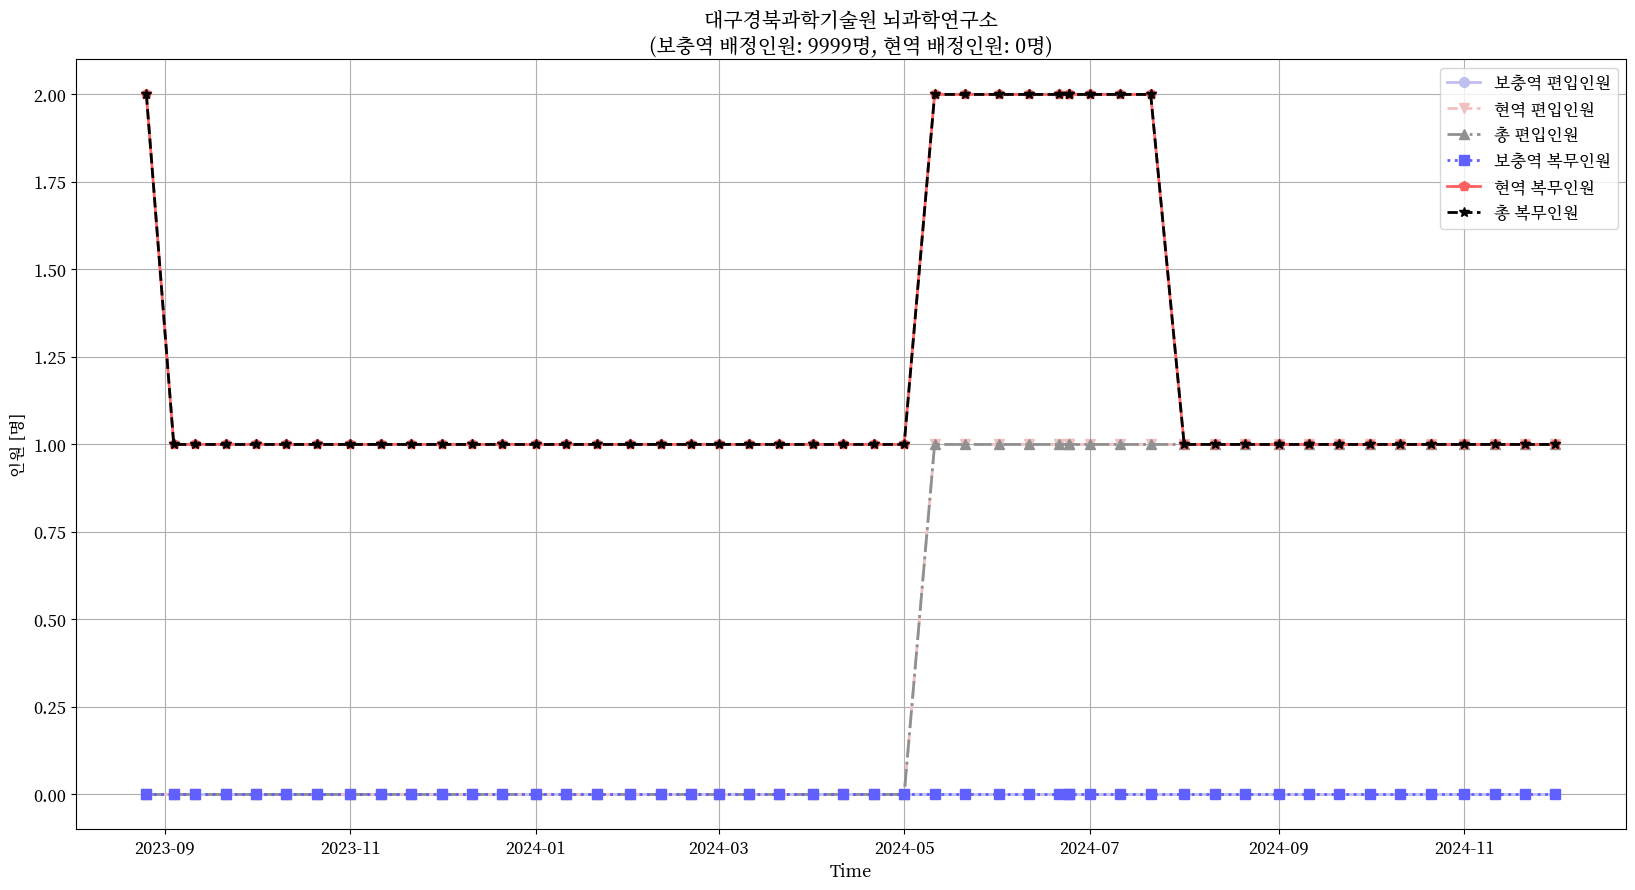 대구경북과학기술원 뇌과학연구소
(보충역 배정인원: 9999명, 현역 배정인원: 0명)
보충역 편입인원
현역 편입인원
총 편입인원
보충역 복무인원
현역 복무인원
총 복무인원
인원 [명]
2.00
1.75
1.50
1.25
1.00
0.75
0.50
0.25
0.00
2023-09
2023-11
2024-01
2024-03
2024-05
2024-07
2024-09
2024-11
Time